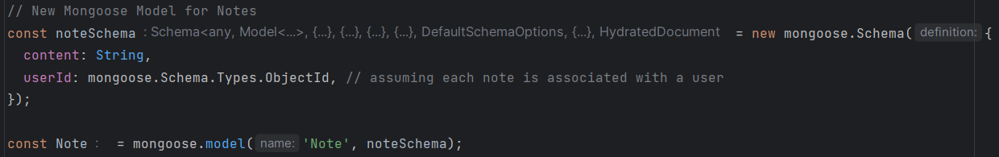 // New Mongoose Model for Notes
const noteSchema : Schema<any, Model<...>, {...}, {...}, {...}, {...}, DefaultSchemaOptions, {...}, HydratedDocument = new mongoose.Schema( definition: {
  content: String,
  userId: mongoose.Schema.Types.ObjectId, // assuming each note is associated with a user
});
const Note : = mongoose.model( name: 'Note', noteSchema);